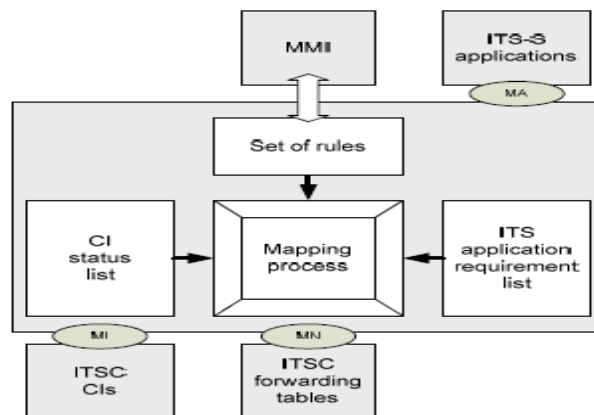 MMI
ITS-S
applications
MA
Set of rules
CI
status
list
Mapping
process
ITS
application
requirement
list
MI
MN
ITSC
CIs
ITSC
forwarding
tables